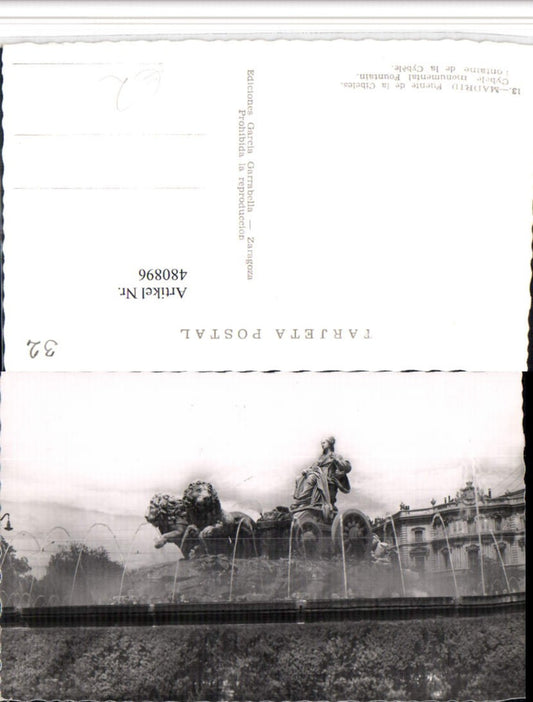 TARJETA POSTAL
13.—MADRID Fuente de la Cibeles.
Cybele monumental Fountain.
Fontaine de la Cybèle.
Ediciones García Garrabella — Zaragoza
Prohibida la reproducción
Artikel Nr.
480896
32